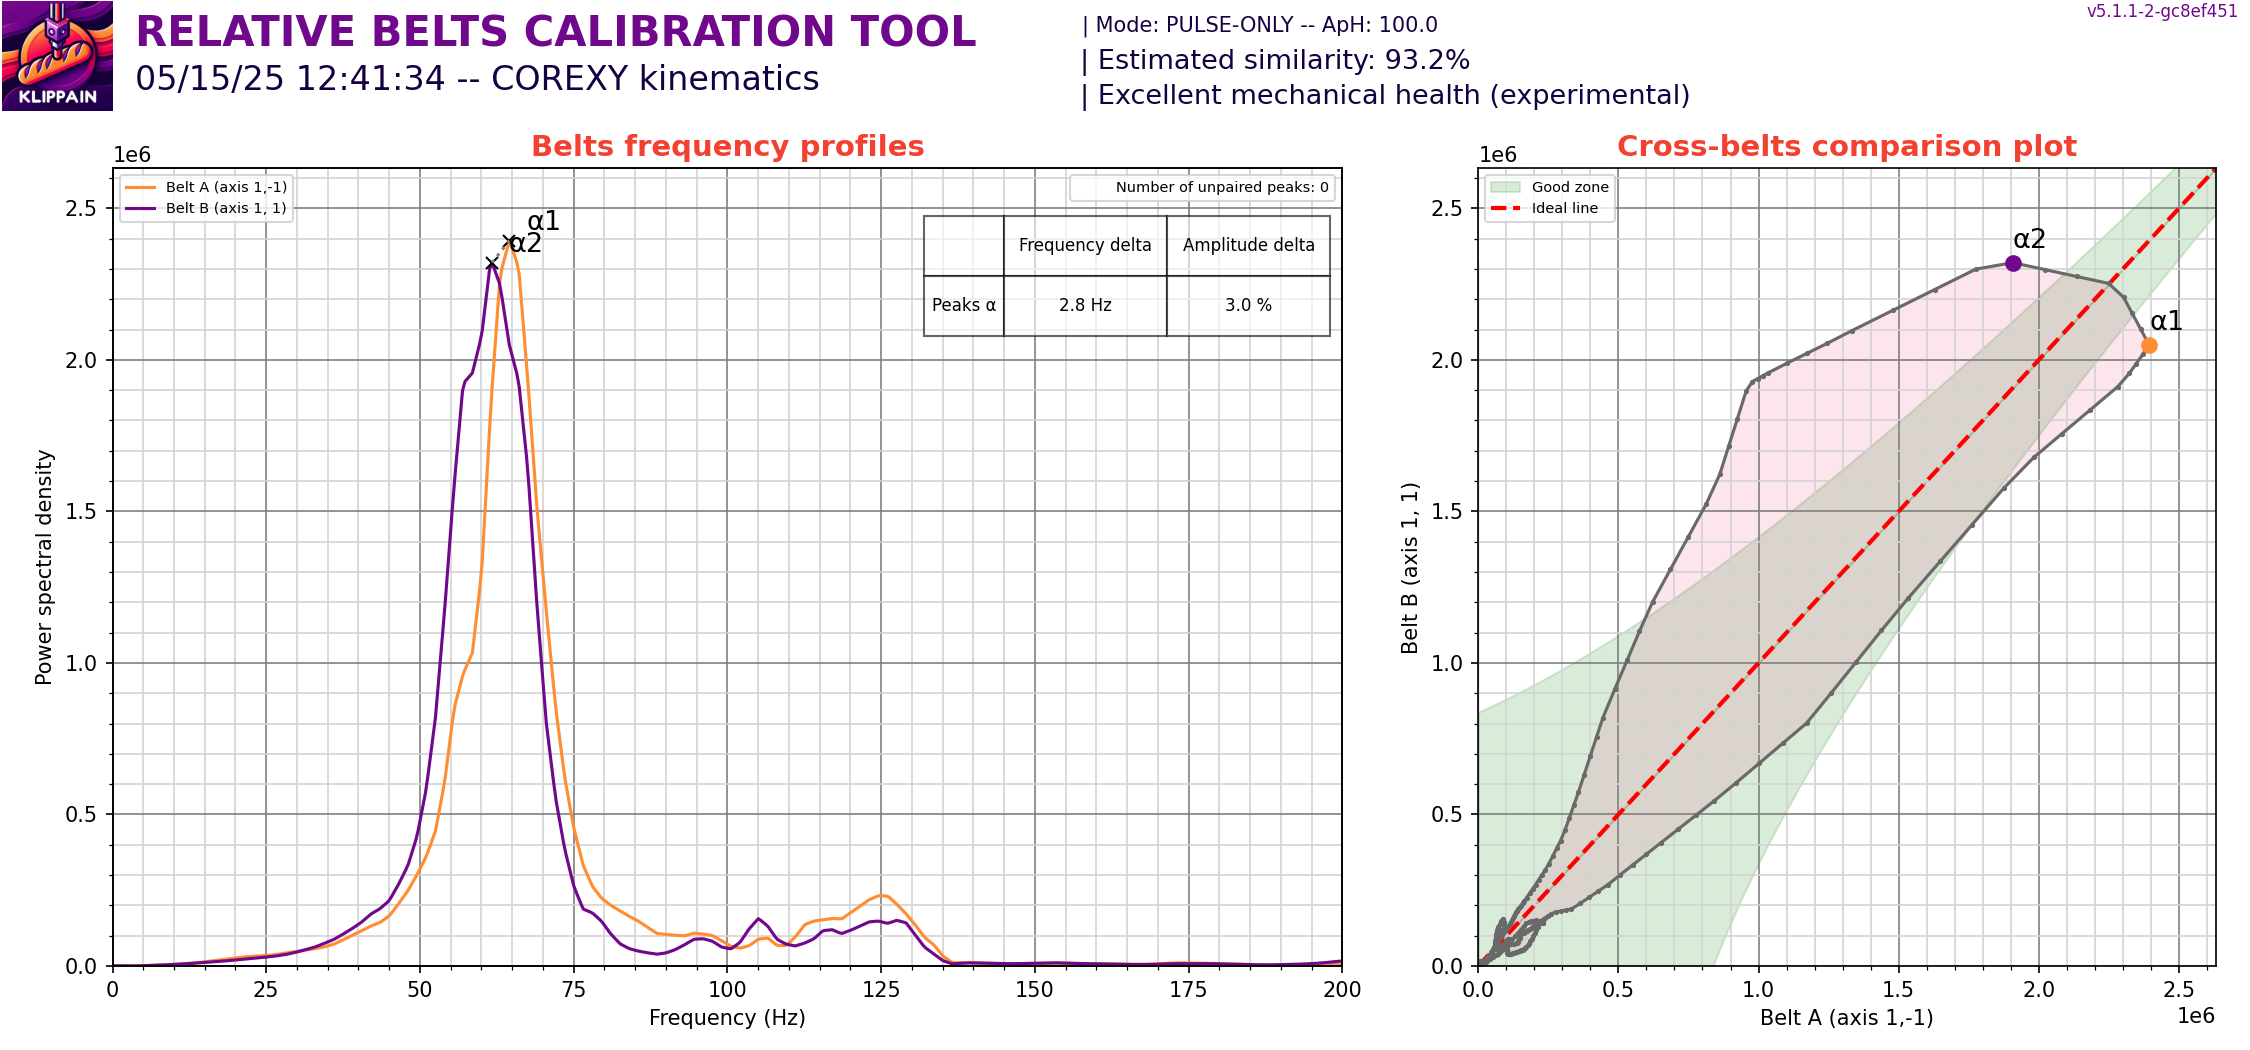 KLIPPAIN
RELATIVE BELTS CALIBRATION TOOL
05/15/25 12:41:34 -- COREXY kinematics
| Mode: PULSE-ONLY -- ApH: 100.0
| Estimated similarity: 93.2%
| Excellent mechanical health (experimental)
v5.1.1-2-gc8ef451
Belts frequency profiles
1e6
Belt A (axis 1,-1)
Belt B (axis 1, 1)
Number of unpaired peaks: 0
Frequency delta Amplitude delta
Peaks α 2.8 Hz 3.0 %
α1
α2
2.5
2.0
1.5
1.0
0.5
0.0
Power spectral density
0 25 50 75 100 125 150 175 200
Frequency (Hz)
Cross-belts comparison plot
1e6
Good zone
Ideal line
α2
α1
2.5
2.0
1.5
1.0
0.5
0.0
Belt B (axis 1, 1)
0.0 0.5 1.0 1.5 2.0 2.5
Belt A (axis 1,-1)
1e6